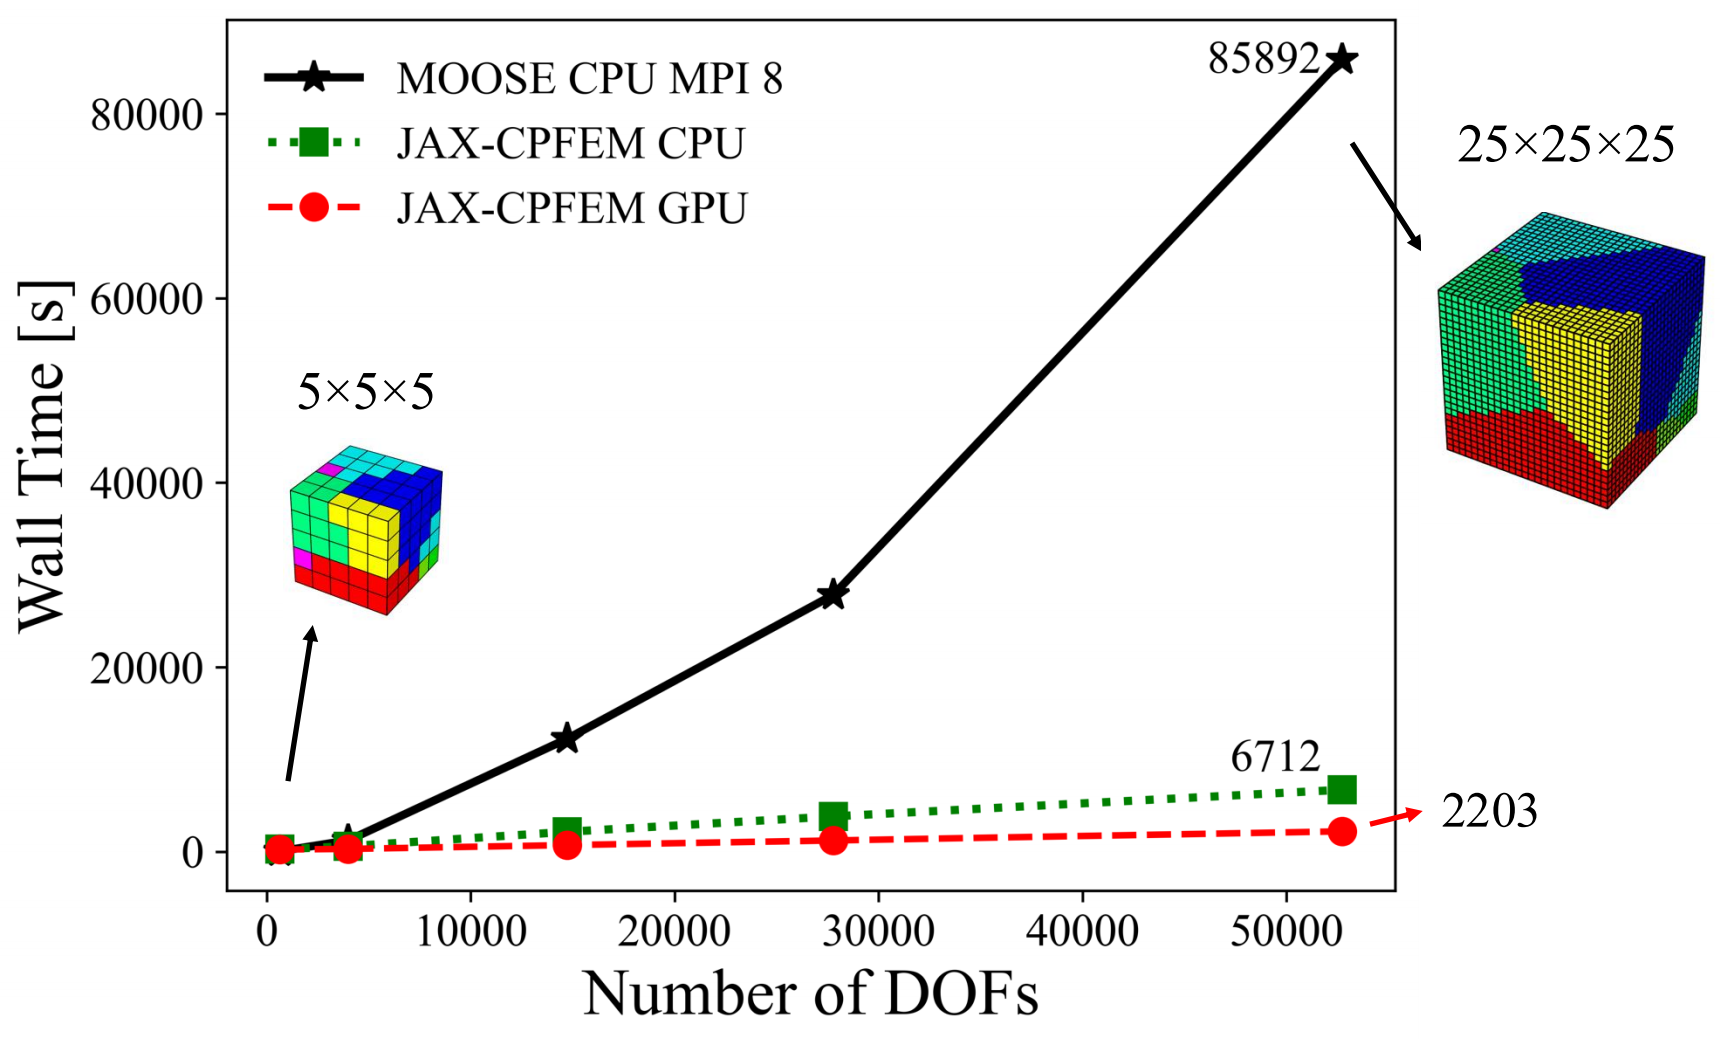 MOOSE CPU MPI 8
JAX-CPFEM CPU
JAX-CPFEM GPU
85892
25×25×25
5×5×5
6712
2203
Wall Time [s]
80000
60000
40000
20000
0
0 10000 20000 30000 40000 50000
Number of DOFs